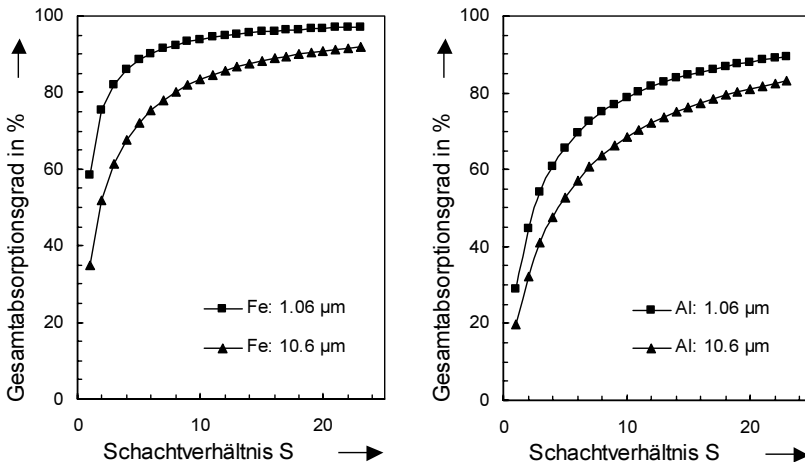 100
80
60
40
20
0
Gesamtabsorptionsgrad in %
Fe: 1.06 µm
Fe: 10.6 µm
0
10
20
Schachtverhältnis S
100
80
60
40
20
0
Gesamtabsorptionsgrad in %
Al: 1.06 µm
Al: 10.6 µm
0
10
20
Schachtverhältnis S